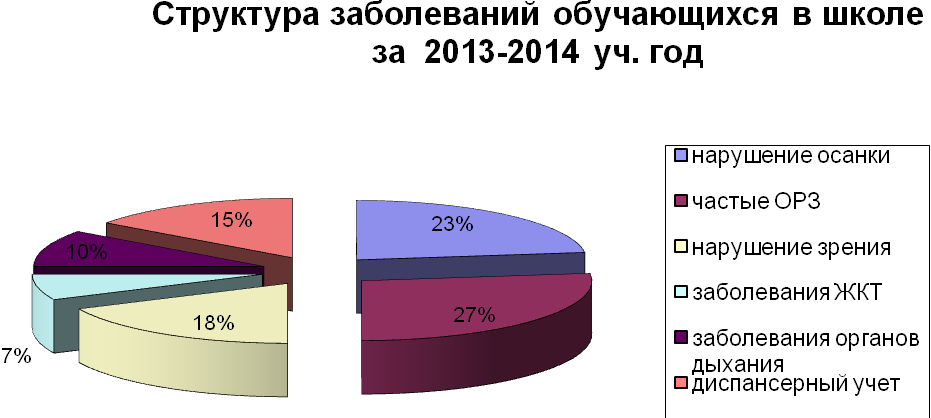 Структура заболеваний обучающихся в школе
за 2013-2014 уч. год
15%
23%
10%
27%
18%
7%
нарушение осанки
частые ОРЗ
нарушение зрения
заболевания ЖКТ
заболевания органов
дыхания
диспансерный учет